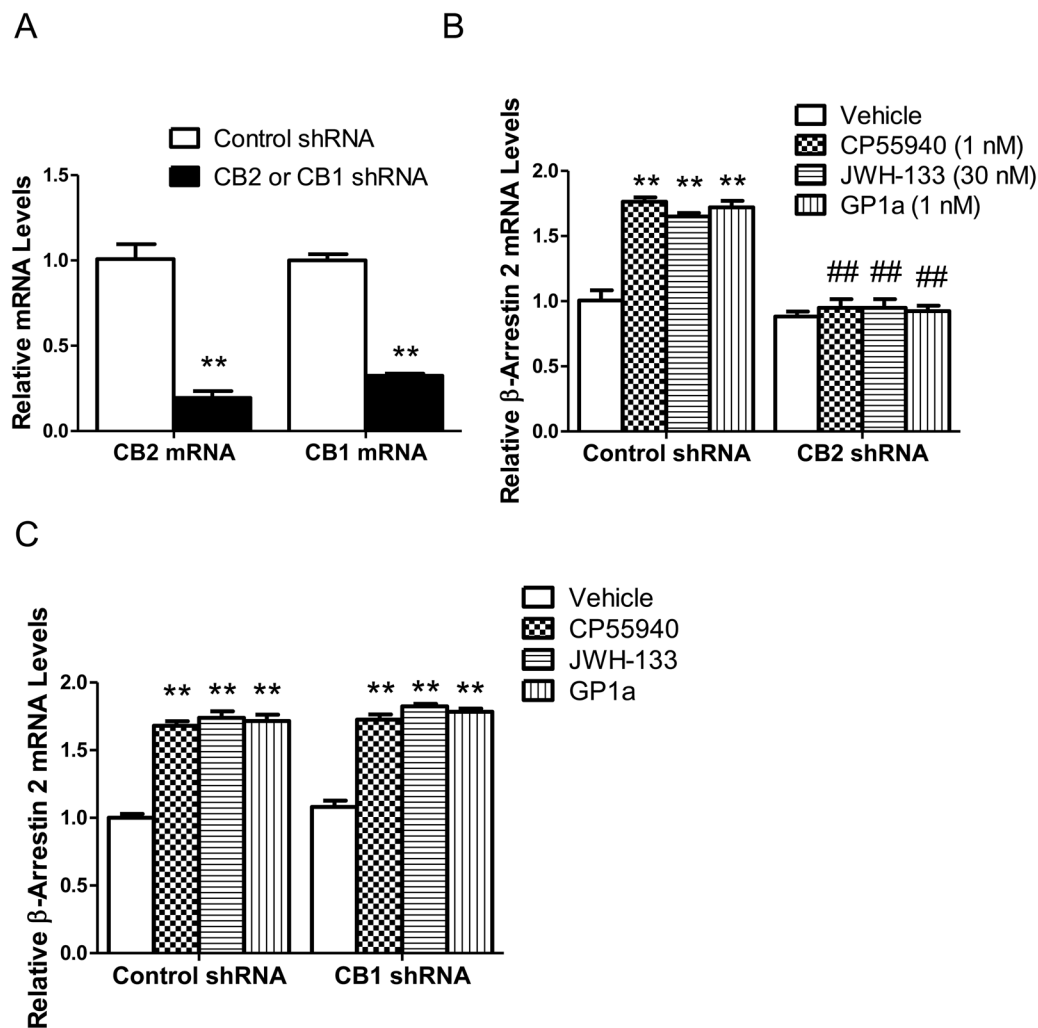 A
Control shRNA
CB2 or CB1 shRNA
Relative mRNA Levels
1.5
1.0
0.5
0.0
**
**
CB2 mRNA
CB1 mRNA
B
Vehicle
CP55940 (1 nM)
JWH-133 (30 nM)
GP1a (1 nM)
Relative β-Arrestin 2 mRNA Levels
2.0
1.5
1.0
0.5
0.0
** ** **
## ## ##
Control shRNA
CB2 shRNA
C
Vehicle
CP55940
JWH-133
GP1a
Relative β-Arrestin 2 mRNA Levels
2.0
1.5
1.0
0.5
0.0
** ** **
** ** **
Control shRNA
CB1 shRNA